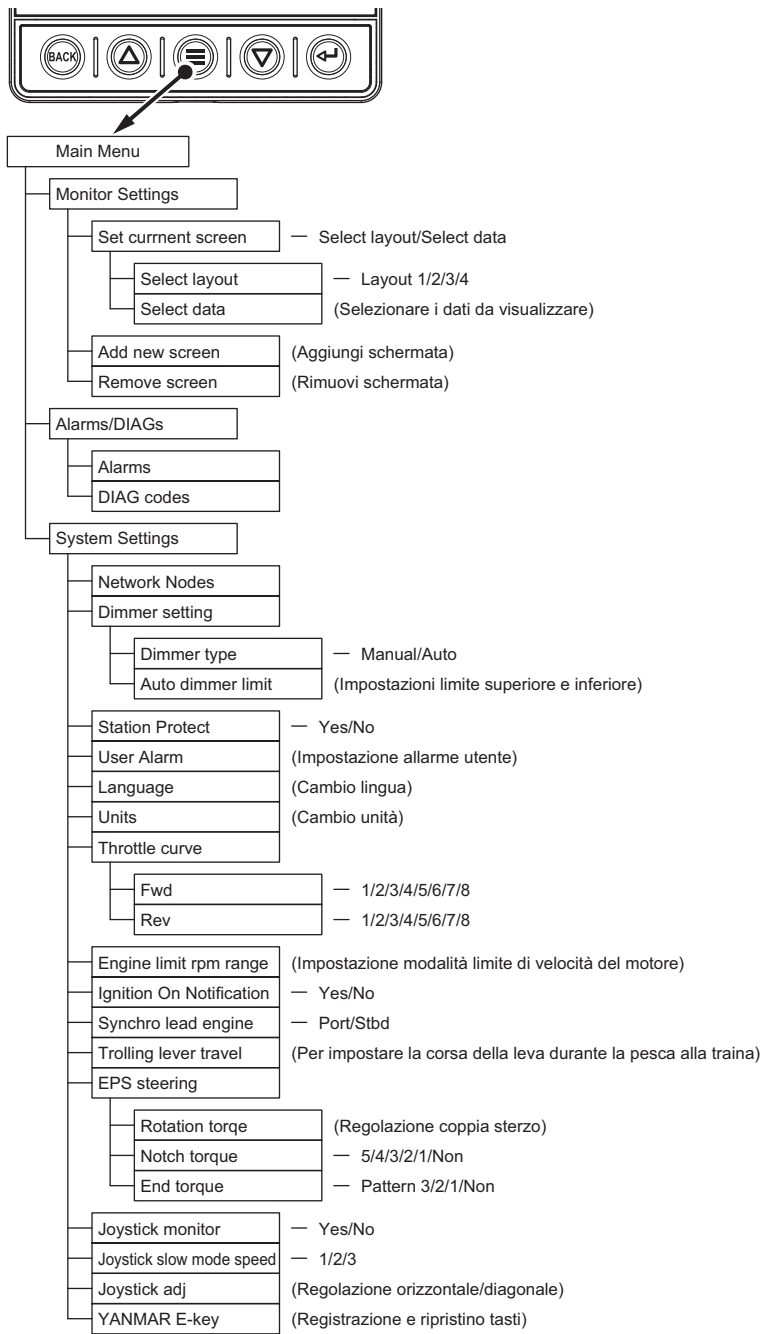 BACK
Main Menu
Monitor Settings
Set currnent screen — Select layout/Select data
Select layout — Layout 1/2/3/4
Select data (Selezionare i dati da visualizzare)
Add new screen (Aggiungi schermata)
Remove screen (Rimuovi schermata)
Alarms/DIAGs
Alarms
DIAG codes
System Settings
Network Nodes
Dimmer setting
Dimmer type — Manual/Auto
Auto dimmer limit (Impostazioni limite superiore e inferiore)
Station Protect — Yes/No
User Alarm (Impostazione allarme utente)
Language (Cambio lingua)
Units (Cambio unità)
Throttle curve
Fwd — 1/2/3/4/5/6/7/8
Rev — 1/2/3/4/5/6/7/8
Engine limit rpm range (Impostazione modalità limite di velocità del motore)
Ignition On Notification — Yes/No
Synchro lead engine — Port/Stbd
Trolling lever travel (Per impostare la corsa della leva durante la pesca alla traina)
EPS steering
Rotation torqe (Regolazione coppia sterzo)
Notch torque — 5/4/3/2/1/Non
End torque — Pattern 3/2/1/Non
Joystick monitor — Yes/No
Joystick slow mode speed — 1/2/3
Joystick adj (Regolazione orizzontale/diagonale)
YANMAR E-key (Registrazione e ripristino tasti)